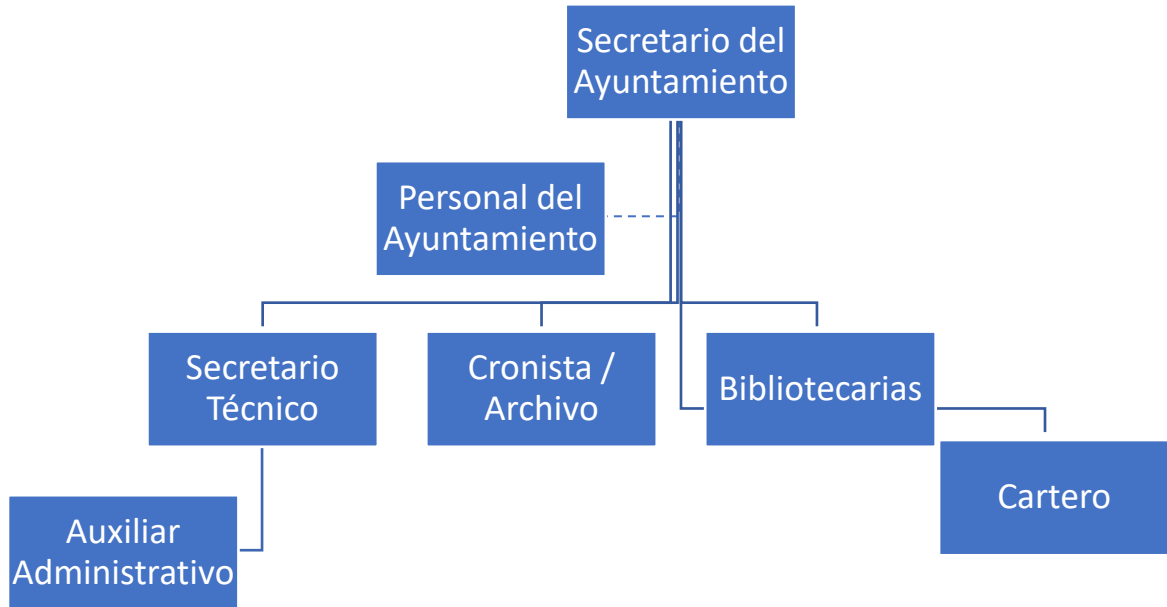 Secretario del
Ayuntamiento
Personal del
Ayuntamiento
Secretario
Técnico
Cronista /
Archivo
Bibliotecarias
Cartero
Auxiliar
Administrativo